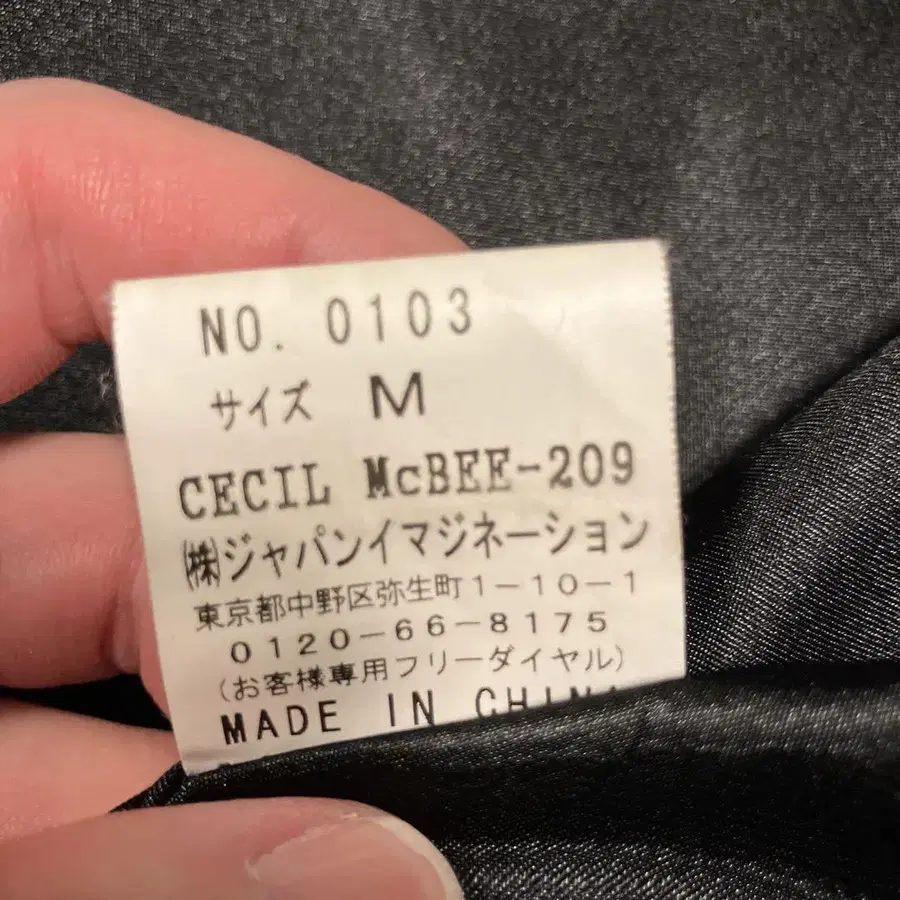 NO. 0103
サイズ M
CECIL McBEE-209
㈱ジャパンイマジネーション
東京都中野区弥生町1-10-1
0120-66-8175
(お客様専用フリーダイヤル)
MADE IN CHINA